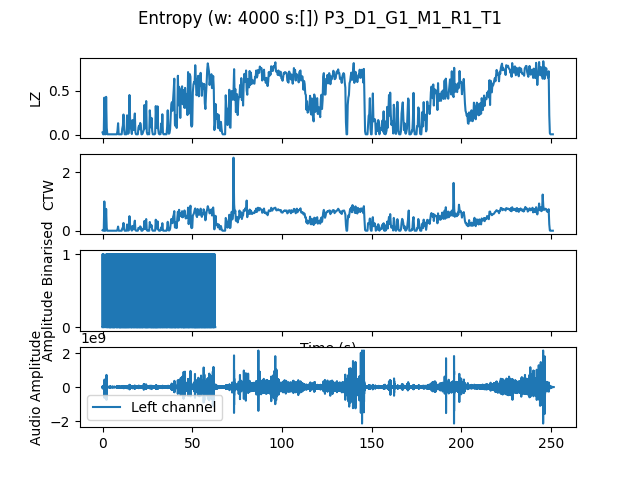 Entropy (w: 4000 s:[]) P3_D1_G1_M1_R1_T1
LZ
0.5
0.0
CTW
2
0
Amplitude Binarised
1
0
Time (s)
1e9
Audio Amplitude
2
0
−2
Left channel
0 50 100 150 200 250